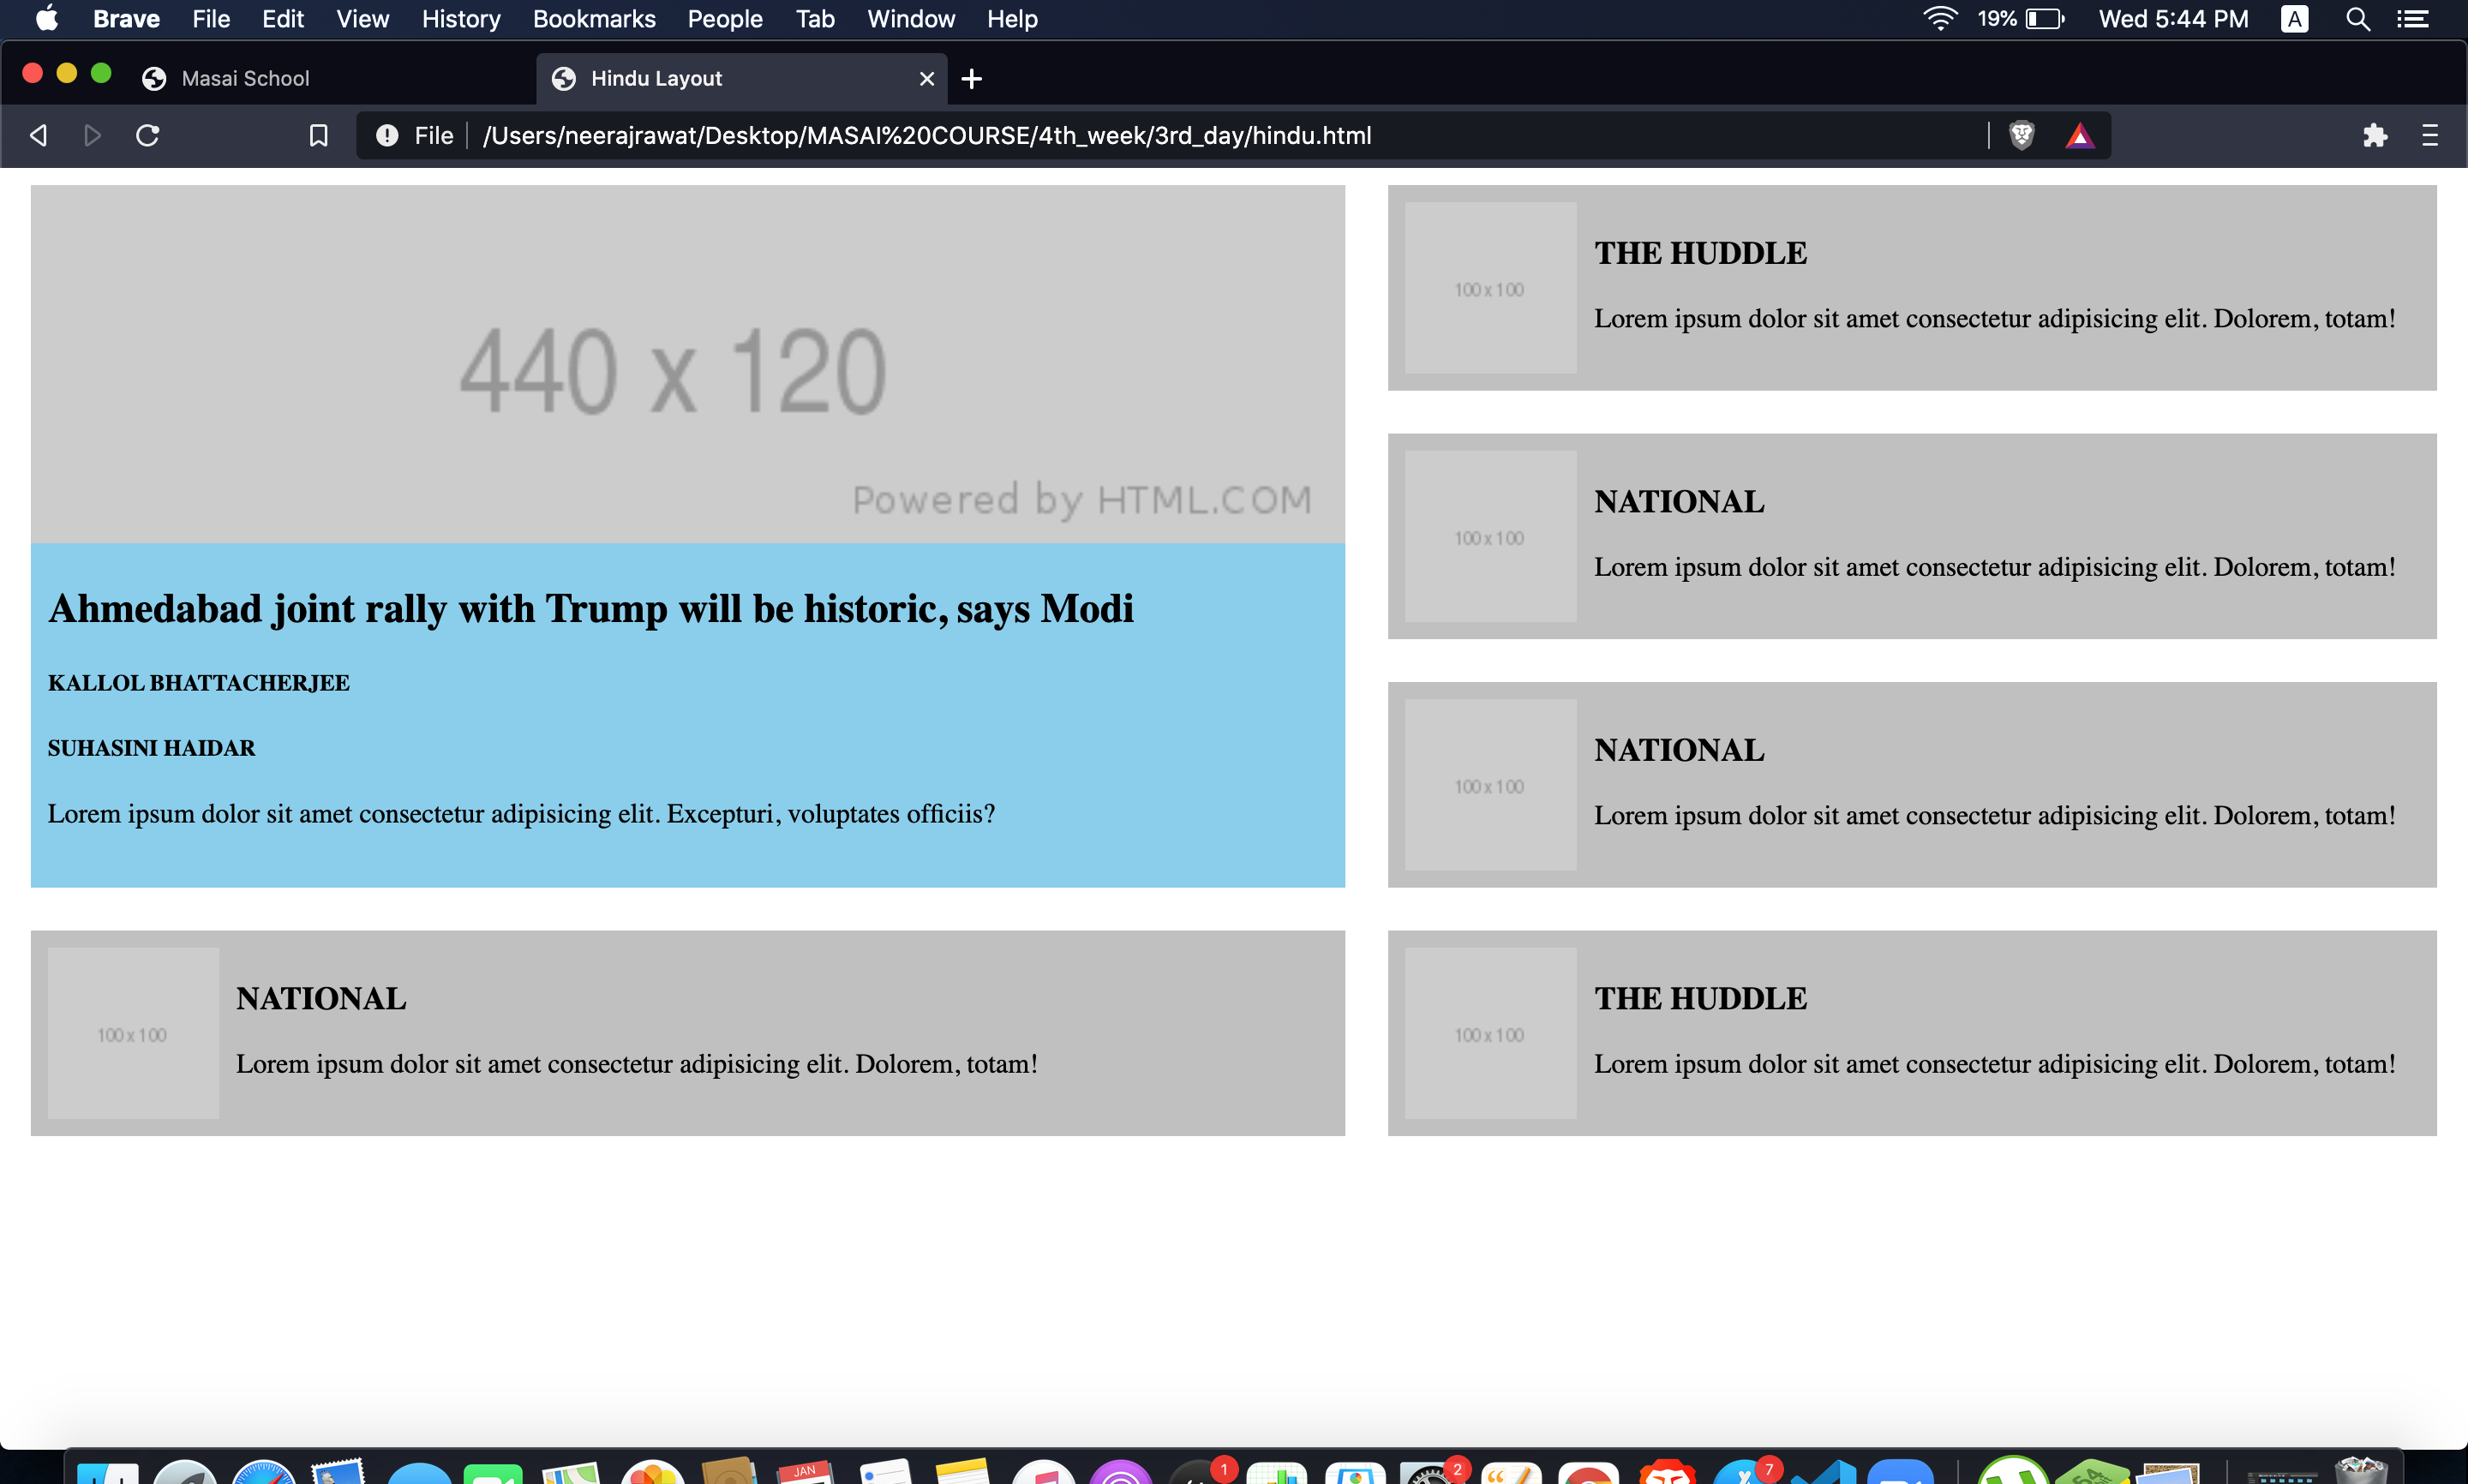 Brave File Edit View History Bookmarks People Tab Window Help 19% Wed 5:44 PM A
Masai School Hindu Layout
File /Users/neerajrawat/Desktop/MASAI%20COURSE/4th_week/3rd_day/hindu.html
440 x 120
Powered by HTML.COM
Ahmedabad joint rally with Trump will be historic, says Modi
KALLOL BHATTACHERJEE
SUHASINI HAIDAR
Lorem ipsum dolor sit amet consectetur adipisicing elit. Excepturi, voluptates officiis?
100 x 100
NATIONAL
Lorem ipsum dolor sit amet consectetur adipisicing elit. Dolorem, totam!
100 x 100
THE HUDDLE
Lorem ipsum dolor sit amet consectetur adipisicing elit. Dolorem, totam!
100 x 100
NATIONAL
Lorem ipsum dolor sit amet consectetur adipisicing elit. Dolorem, totam!
100 x 100
NATIONAL
Lorem ipsum dolor sit amet consectetur adipisicing elit. Dolorem, totam!
100 x 100
THE HUDDLE
Lorem ipsum dolor sit amet consectetur adipisicing elit. Dolorem, totam!
JAN 1 2 7 64